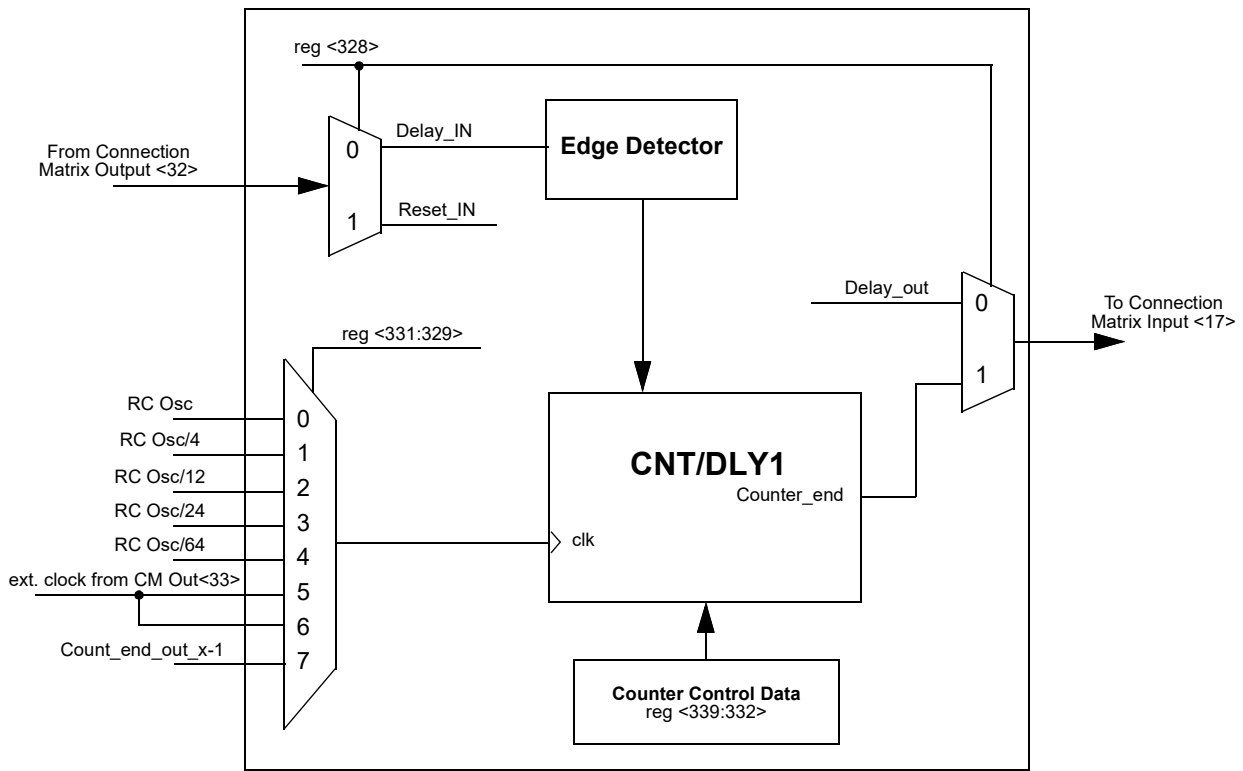 reg <328>
From Connection
Matrix Output <32>
0
1
Delay_IN
Reset_IN
Edge Detector
Delay_out
0
1
To Connection
Matrix Input <17>
reg <331:329>
RC Osc
0
RC Osc/4
1
RC Osc/12
2
RC Osc/24
3
RC Osc/64
4
ext. clock from CM Out<33>
5
6
Count_end_out_x-1
7
CNT/DLY1
Counter_end
clk
Counter Control Data
reg <339:332>